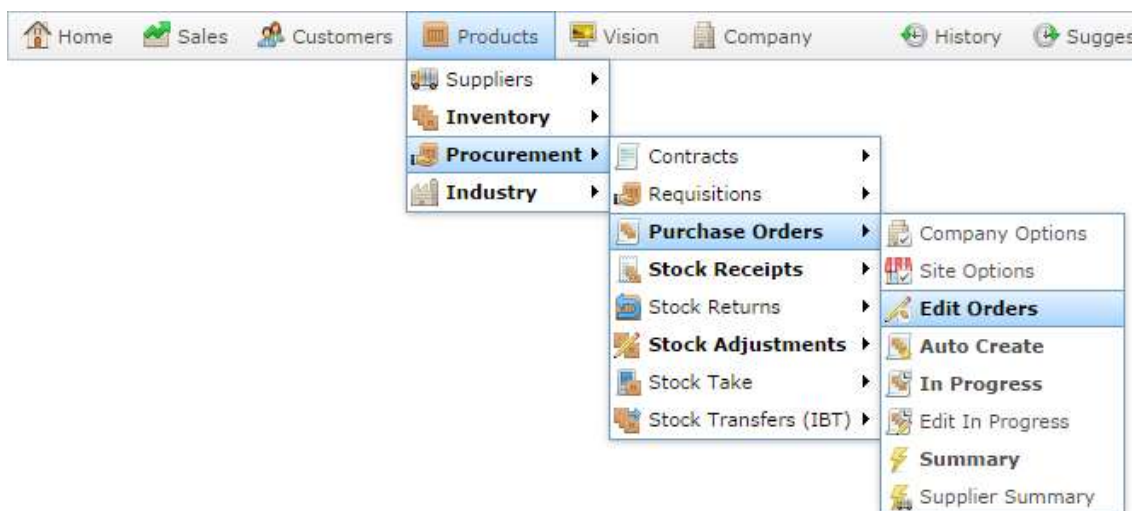 Home Sales Customers Products Vision Company History Sugges
Suppliers
Inventory
Procurement
Industry
Contracts
Requisitions
Purchase Orders
Stock Receipts
Stock Returns
Stock Adjustments
Stock Take
Stock Transfers (IBT)
Company Options
Site Options
Edit Orders
Auto Create
In Progress
Edit In Progress
Summary
Supplier Summary